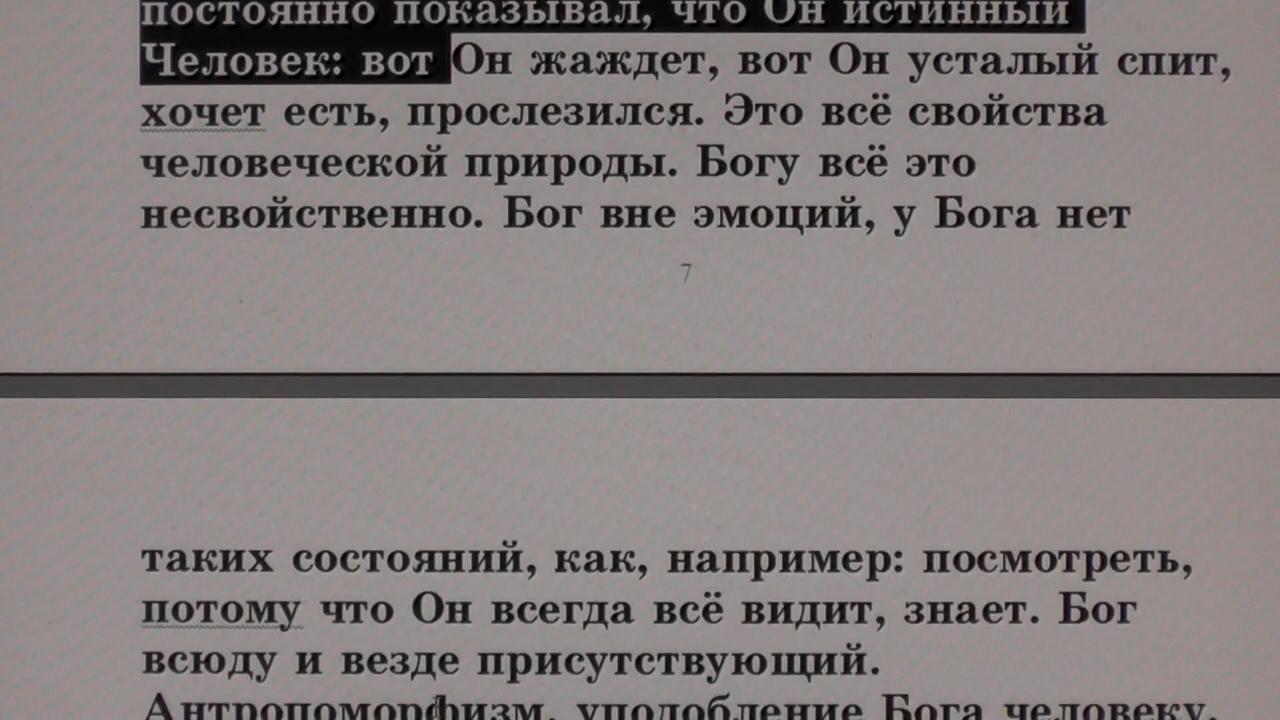 постоянно показывал, что Он истинный
Человек: вот Он жаждет, вот Он усталый спит,
хочет есть, прослезился. Это всё свойства
человеческой природы. Богу всё это
несвойственно. Бог вне эмоций, у Бога нет
7
таких состояний, как, например: посмотреть,
потому что Он всегда всё видит, знает. Бог
всюду и везде присутствующий.
Антропоморфизм, уподобление Бога человеку,